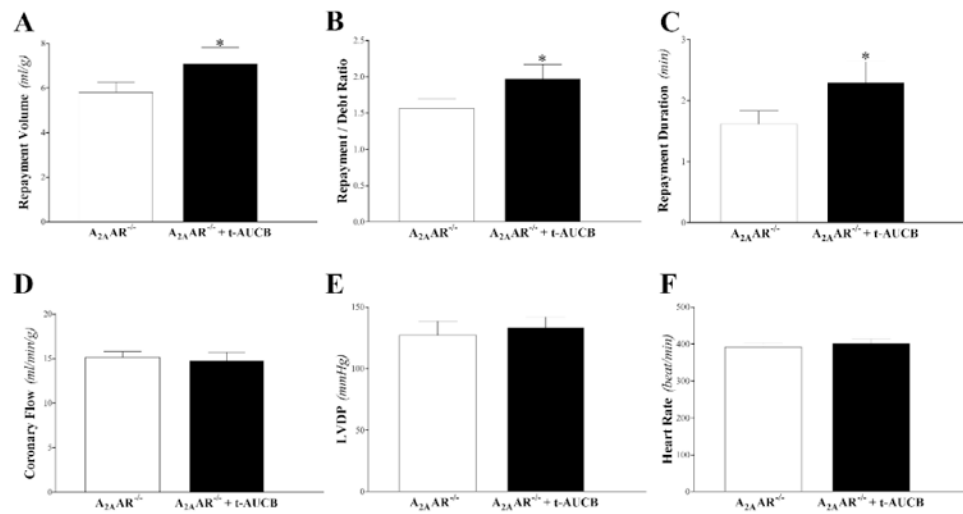 A
Repayment Volume (ml/g)
8
6
4
2
0
*
A2AAR-/-
A2AAR-/- + t-AUCB
B
Repayment / Debt Ratio
2.5
2.0
1.5
1.0
0.5
0.0
*
A2AAR-/-
A2AAR-/- + t-AUCB
C
Repayment Duration (min)
3
2
1
0
*
A2AAR-/-
A2AAR-/- + t-AUCB
D
Coronary Flow (ml/min/g)
20
15
10
5
0
A2AAR-/-
A2AAR-/- + t-AUCB
E
LVDP (mmHg)
150
100
50
0
A2AAR-/-
A2AAR-/- + t-AUCB
F
Heart Rate (beat/min)
500
400
300
200
100
0
A2AAR-/-
A2AAR-/- + t-AUCB